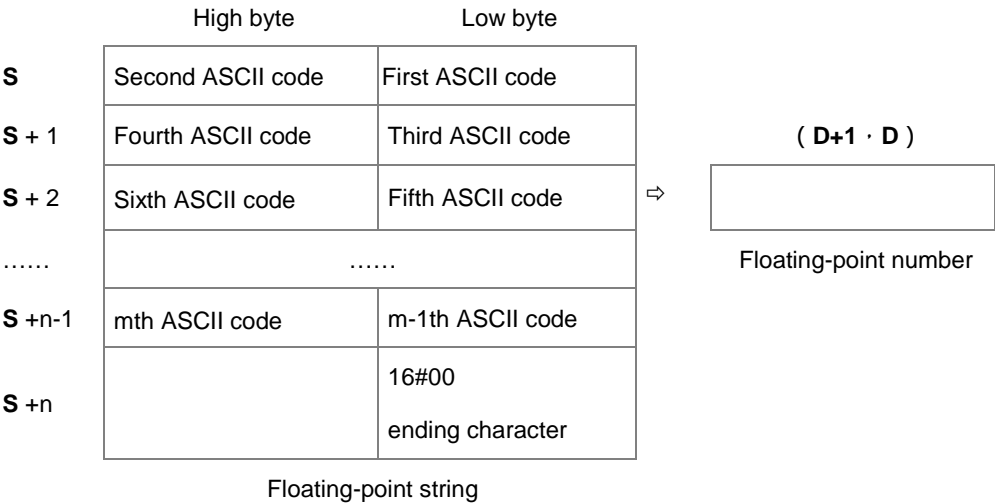 High byte Low byte
S Second ASCII code First ASCII code
S + 1 Fourth ASCII code Third ASCII code ( D+1 , D )
S + 2 Sixth ASCII code Fifth ASCII code ⇨
…… …… Floating-point number
S +n-1 mth ASCII code m-1th ASCII code
16#00
S +n
ending character
Floating-point string